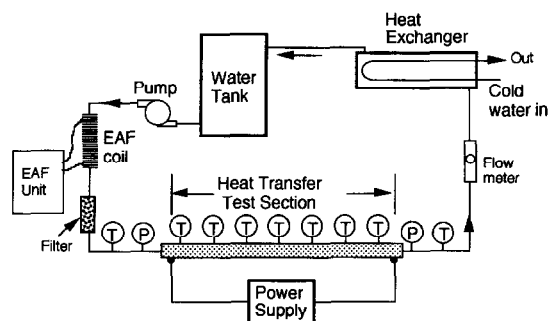 Heat
Exchanger
Out
Cold
water in
Water
Tank
Pump
EAF
coil
EAF
Unit
Filter
Flow
meter
Heat Transfer
Test Section
T
P
T
T
T
T
T
T
T
P
T
Power
Supply